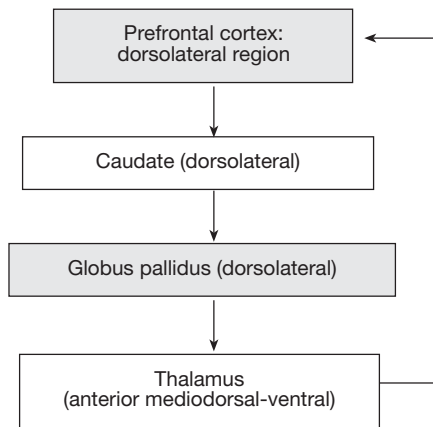 Prefrontal cortex:
dorsolateral region
Caudate (dorsolateral)
Globus pallidus (dorsolateral)
Thalamus
(anterior mediodorsal-ventral)